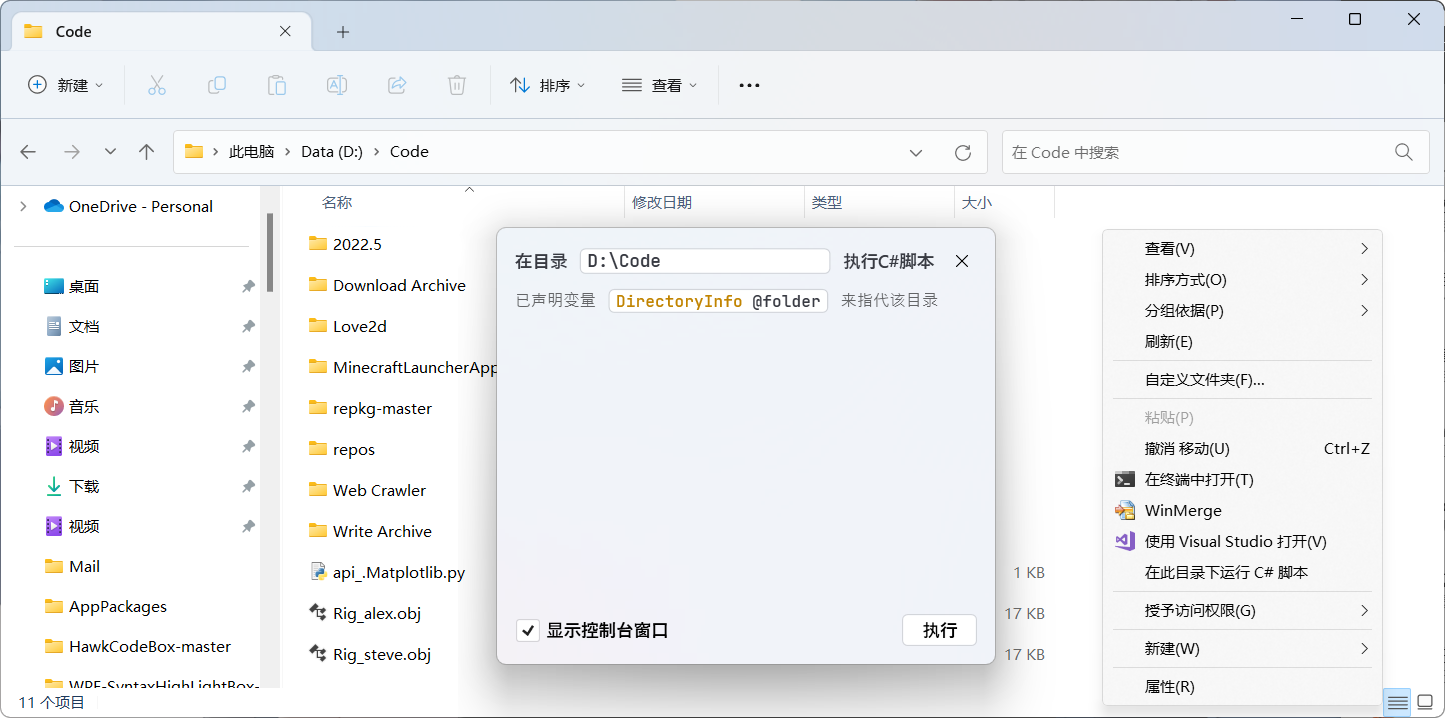 Code
新建
排序
查看
此电脑 > Data (D:) > Code
在 Code 中搜索
OneDrive - Personal
桌面
文档
图片
音乐
视频
下载
视频
Mail
AppPackages
HawkCodeBox-master
WPF-SyntaxHighLightBox-
名称
修改日期
类型
大小
2022.5
Download Archive
Love2d
MinecraftLauncherApp
repkg-master
repos
Web Crawler
Write Archive
api_.Matplotlib.py
1 KB
Rig_alex.obj
17 KB
Rig_steve.obj
17 KB
在目录 D:\Code 执行C#脚本
已声明变量 DirectoryInfo @folder 来指代该目录
显示控制台窗口
执行
查看(V)
排序方式(O)
分组依据(P)
刷新(E)
自定义文件夹(F)...
粘贴(P)
撤消 移动(U) Ctrl+Z
在终端中打开(T)
WinMerge
使用 Visual Studio 打开(V)
在此目录下运行 C# 脚本
授予访问权限(G)
新建(W)
属性(R)
11 个项目